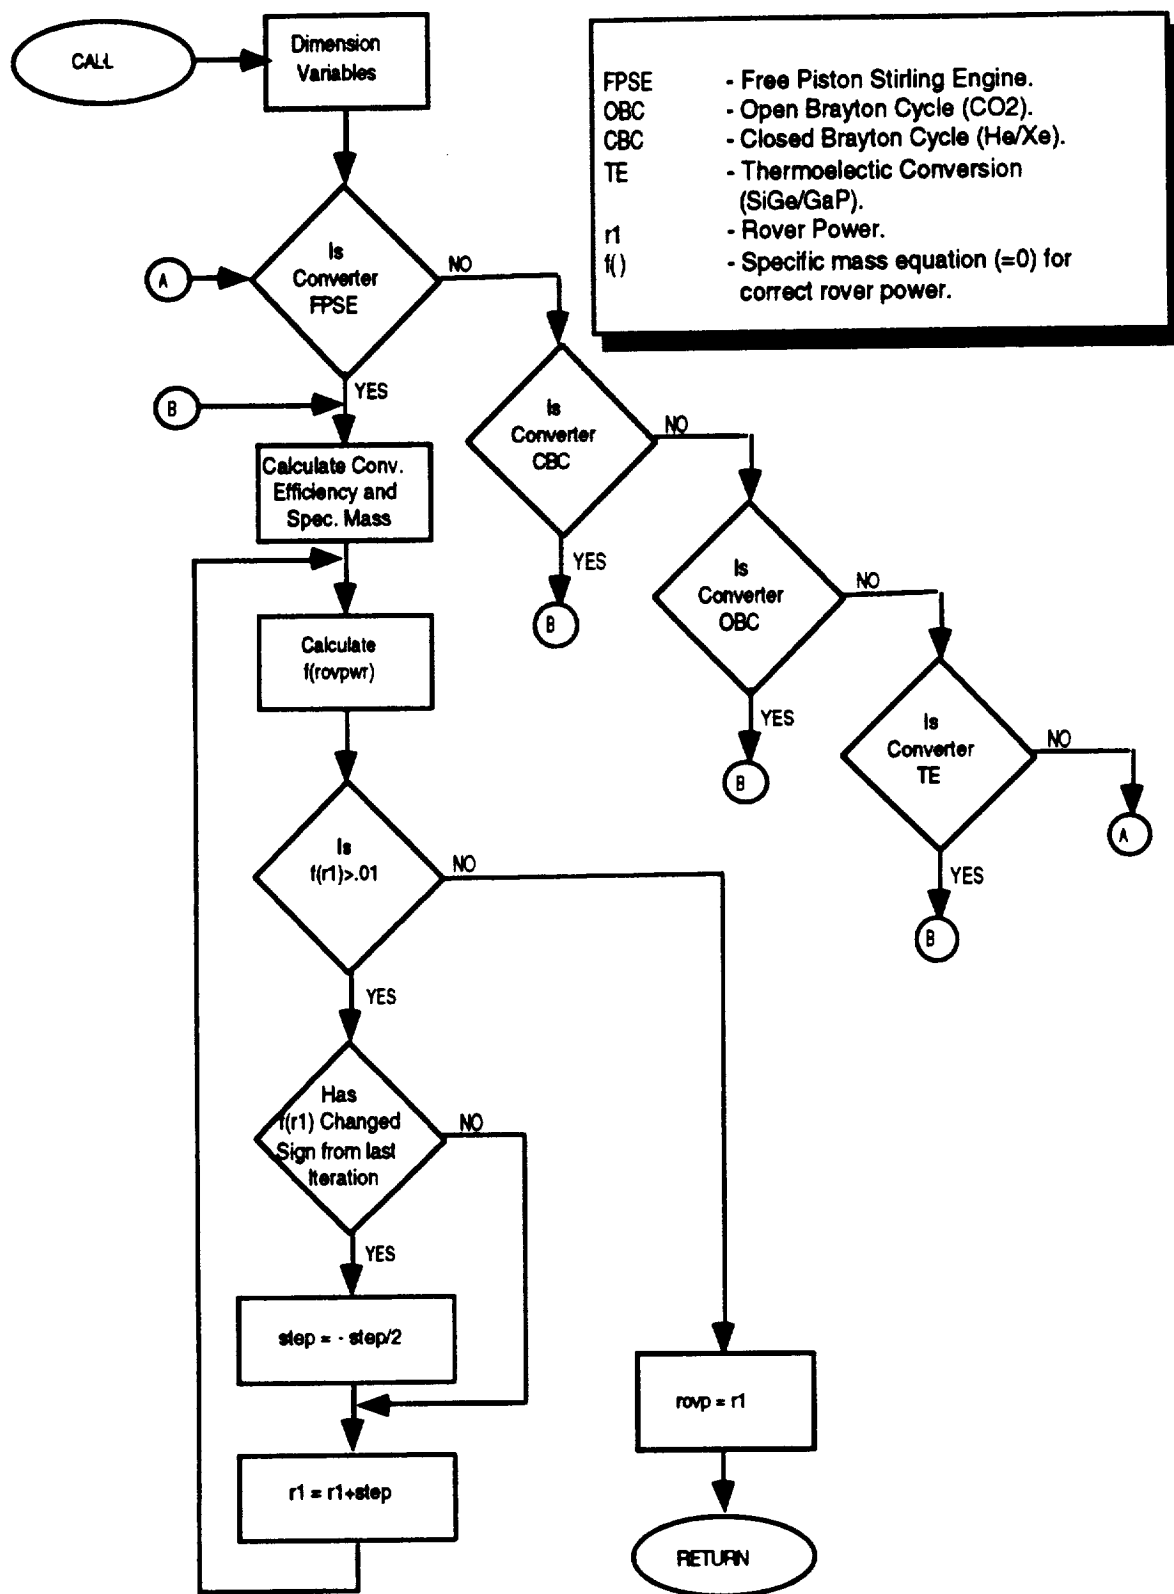 CALL
Dimension
Variables
FPSE - Free Piston Stirling Engine.
OBC - Open Brayton Cycle (CO2).
CBC - Closed Brayton Cycle (He/Xe).
TE - Thermoelectic Conversion
(SiGe/GaP).
r1 - Rover Power.
f() - Specific mass equation (=0) for
correct rover power.
Is
Converter
FPSE
NO
A
YES
B
Is
Converter
CBC
NO
YES
B
Calculate Conv.
Efficiency and
Spec. Mass
Is
Converter
OBC
NO
YES
B
Calculate
f(rovpwr)
Is
Converter
TE
NO
A
YES
B
Is
f(r1)>.01
NO
YES
Has
f(r1) Changed
Sign from last
Iteration
NO
YES
step = - step/2
rovp = r1
r1 = r1+step
RETURN